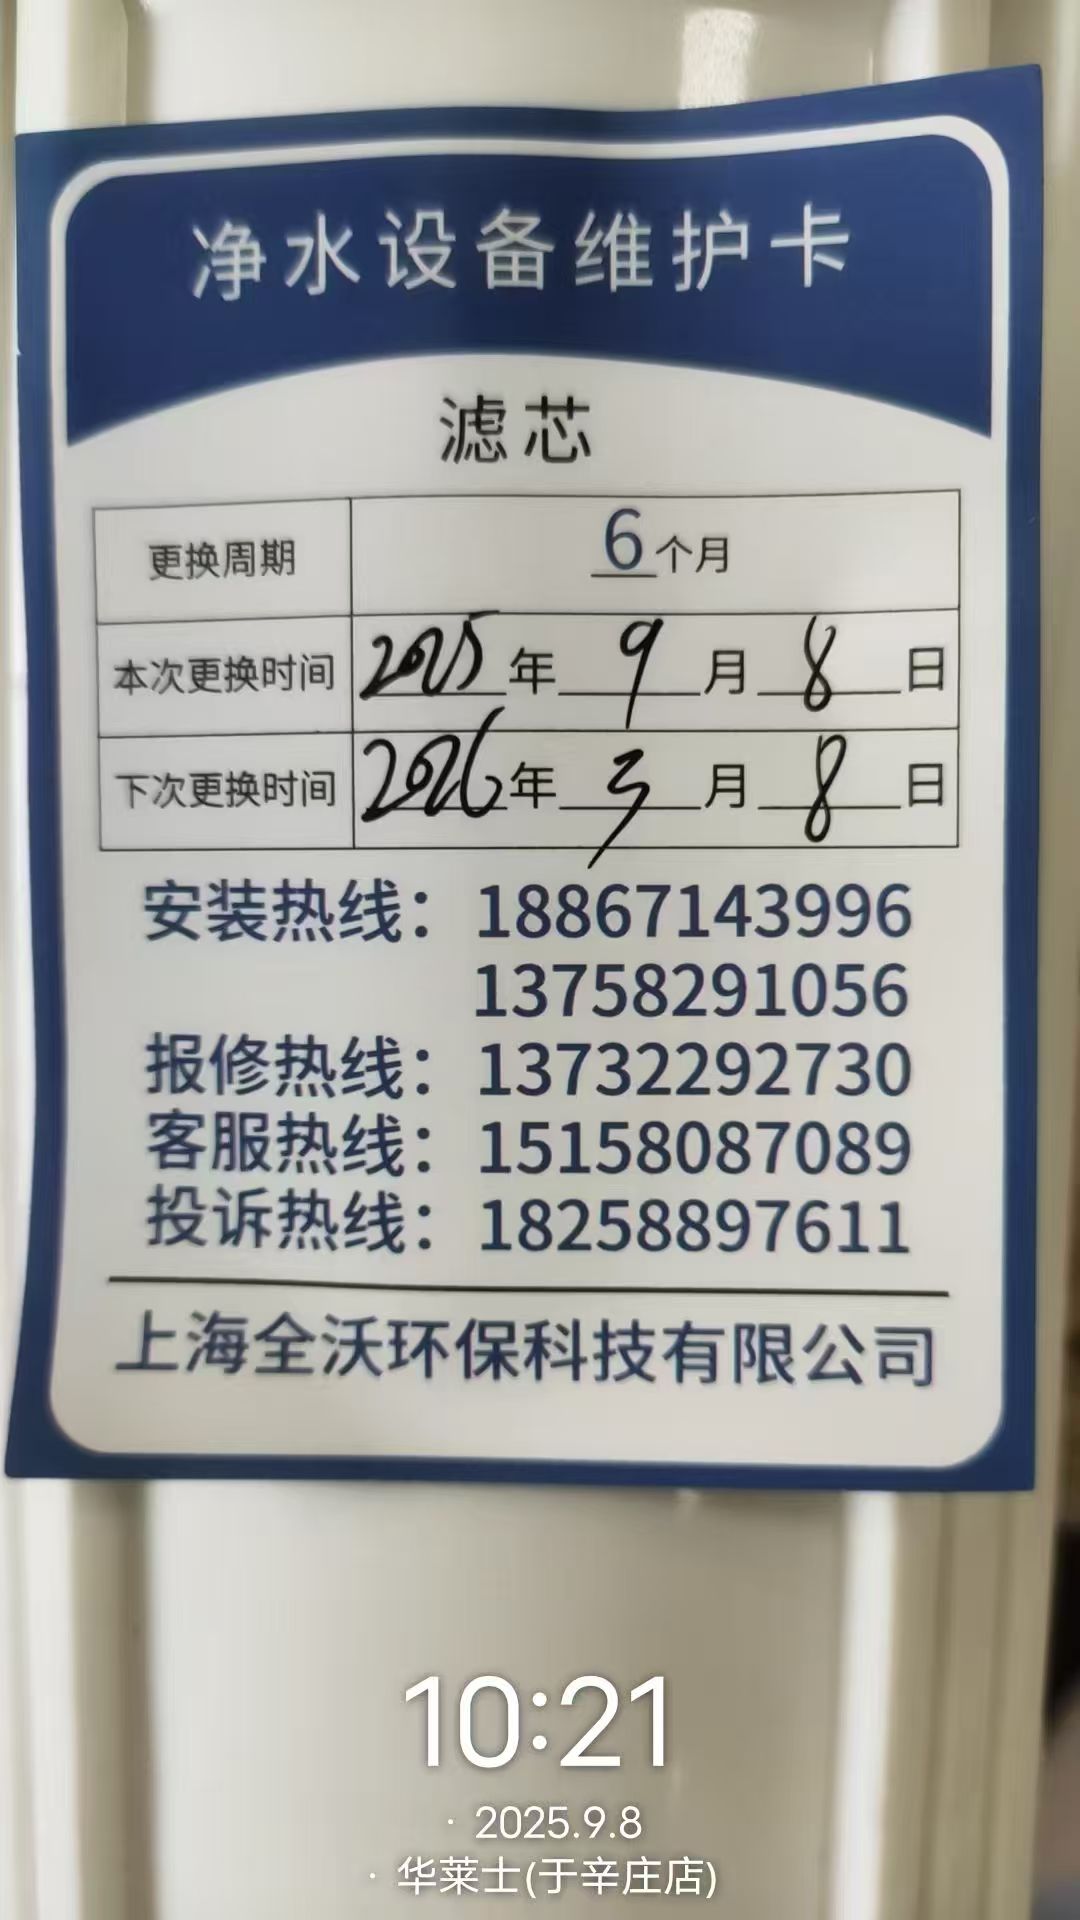 净水设备维护卡
滤芯
更换周期 6个月
本次更换时间 2025年9月8日
下次更换时间 2026年3月8日
安装热线：18867143996
13758291056
报修热线：13732292730
客服热线：15158087089
投诉热线：18258897611
上海全沃环保科技有限公司
10:21
· 2025.9.8
· 华莱士(于辛庄店)